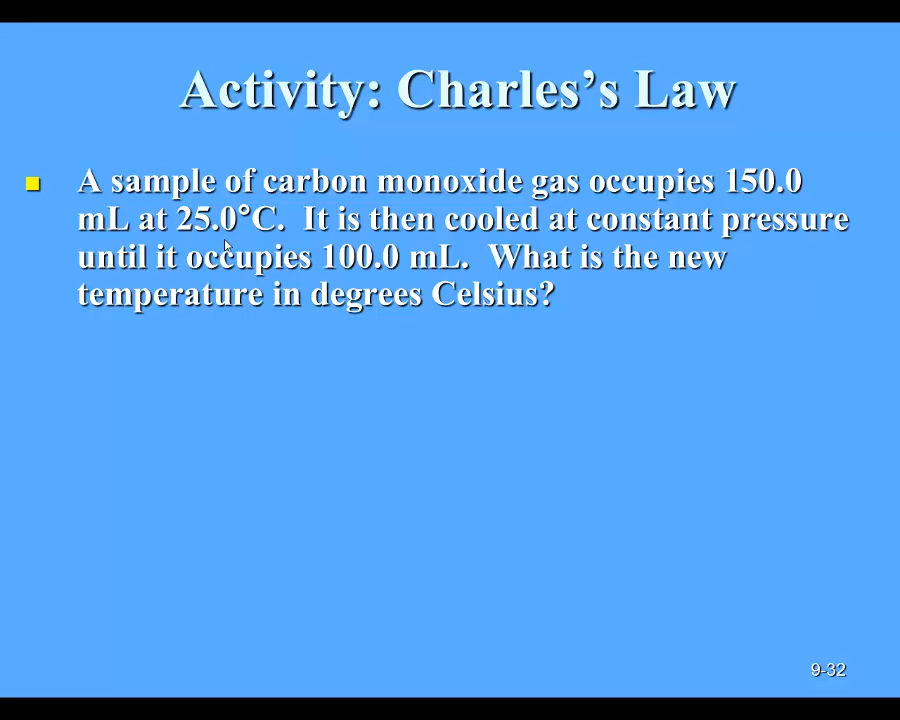 Activity: Charles’s Law
A sample of carbon monoxide gas occupies 150.0
mL at 25.0°C.  It is then cooled at constant pressure
until it occupies 100.0 mL.  What is the new
temperature in degrees Celsius?
9-32